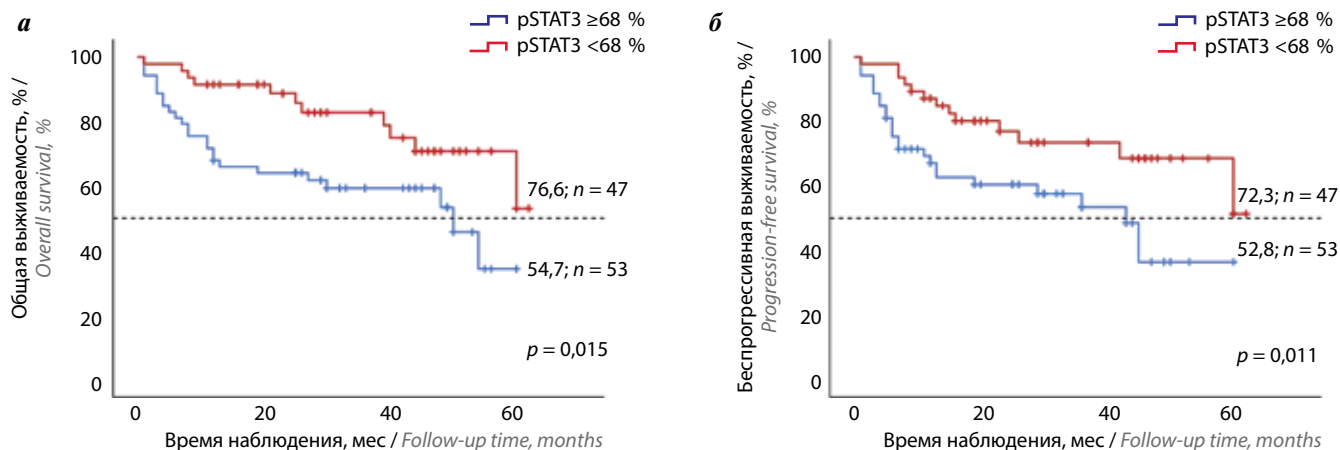 а
pSTAT3 ≥68 %
pSTAT3 <68 %
Общая выживаемость, % /
Overall survival, %
100
80
60
40
20
0
76,6; n = 47
54,7; n = 53
p = 0,015
0 20 40 60
Время наблюдения, мес / Follow-up time, months
б
pSTAT3 ≥68 %
pSTAT3 <68 %
Беспрогрессивная выживаемость, % /
Progression-free survival, %
100
80
60
40
20
0
72,3; n = 47
52,8; n = 53
p = 0,011
0 20 40 60
Время наблюдения, мес / Follow-up time, months